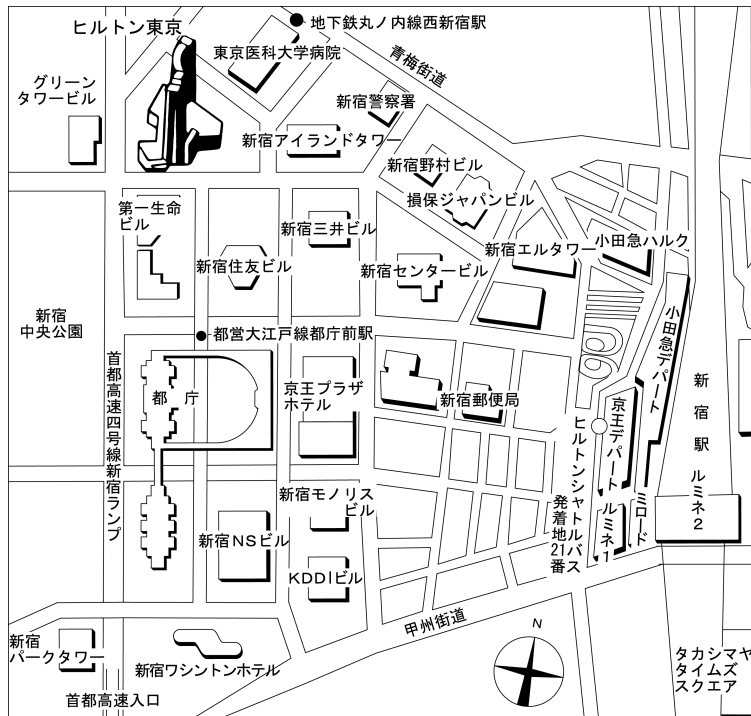 ヒルトン東京
地下鉄丸ノ内線西新宿駅
東京医科大学病院
青梅街道
グリーン
タワービル
新宿警察署
新宿アイランドタワー
新宿野村ビル
損保ジャパンビル
第一生命
ビル
新宿三井ビル
新宿住友ビル
新宿センタービル
新宿エルタワー
小田急ハルク
新宿
中央公園
都営大江戸線都庁前駅
小田急デパート
首都高速四号線新宿ランプ
都庁
京王プラザ
ホテル
新宿郵便局
京王デパート
新宿駅
ヒルトンシャトルバス
発着地21番
ルミネ1
ミロード
ルミネ2
新宿モノリス
ビル
新宿NSビル
KDDIビル
甲州街道
新宿
パークタワー
新宿ワシントンホテル
首都高速入口
N
タカシマヤ
タイムズ
スクエア